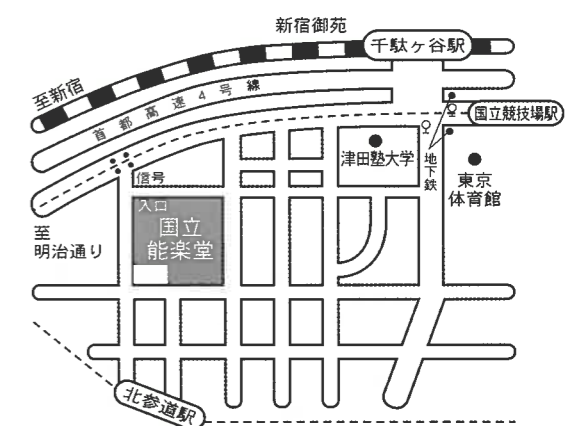 新宿御苑
千駄ヶ谷駅
至新宿
首都高速4号線
国立競技場駅
信号
津田塾大学
地下鉄
東京
体育館
入口
国立
能楽堂
至
明治通り
北参道駅